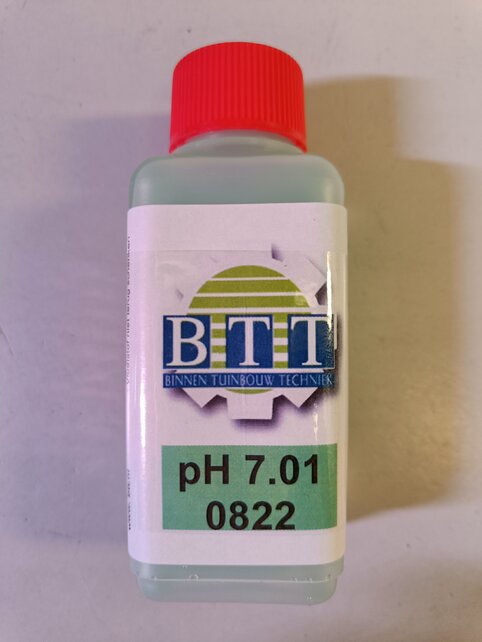 BTT
BINNEN TUINBOUW TECHNIEK
pH 7.01
0822